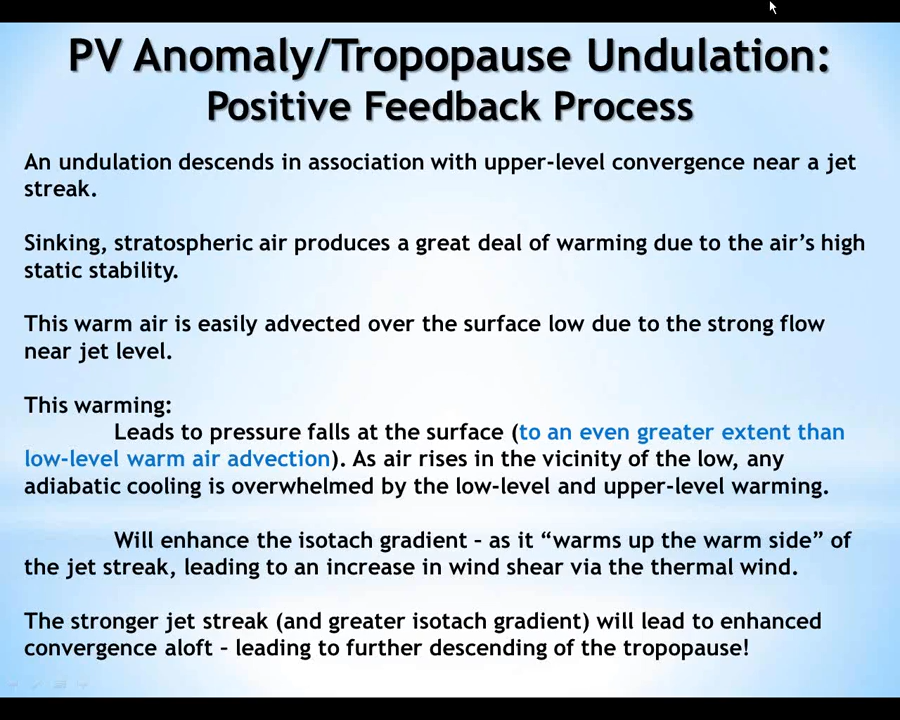 PV Anomaly/Tropopause Undulation:
Positive Feedback Process
An undulation descends in association with upper-level convergence near a jet
streak.
Sinking, stratospheric air produces a great deal of warming due to the air’s high
static stability.
This warm air is easily advected over the surface low due to the strong flow
near jet level.
This warming:
Leads to pressure falls at the surface (to an even greater extent than
low-level warm air advection). As air rises in the vicinity of the low, any
adiabatic cooling is overwhelmed by the low-level and upper-level warming.
Will enhance the isotach gradient – as it “warms up the warm side” of
the jet streak, leading to an increase in wind shear via the thermal wind.
The stronger jet streak (and greater isotach gradient) will lead to enhanced
convergence aloft – leading to further descending of the tropopause!